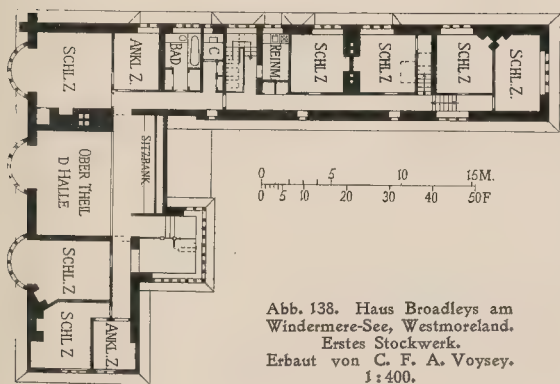 SCHL.Z
ANKL.Z.
BAD
C
REINM.
SCHL.Z
SCHL.Z
SCHL.Z
SCHL.Z.
OBER THEIL
D HALLE
SITZBANK
SCHL.Z
SCHL.Z
ANKL.Z.
0 5 10 15M.
0 5 10 20 30 40 50F
Abb. 138. Haus Broadleys am
Windermere-See, Westmoreland.
Erstes Stockwerk.
Erbaut von C. F. A. Voysey.
1:400.